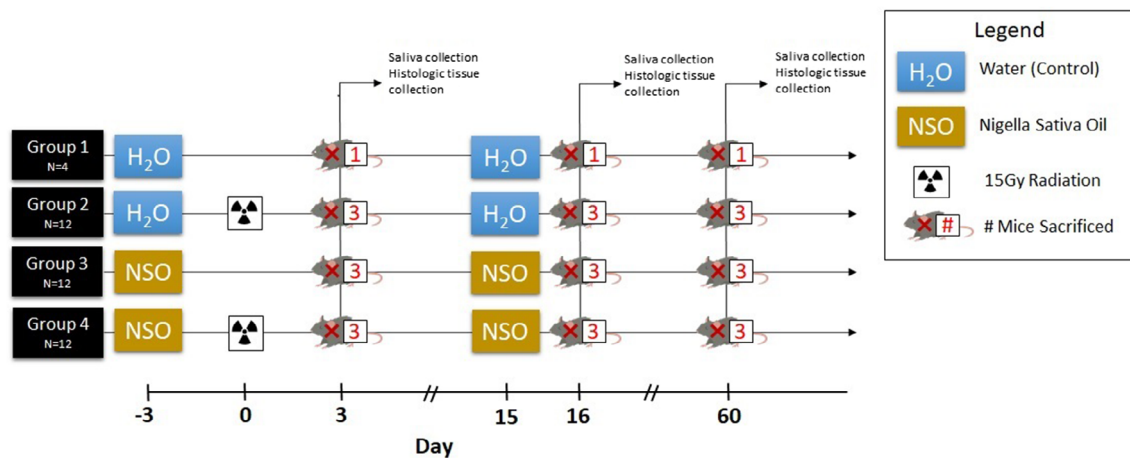 Saliva collection
Histologic tissue
collection
Saliva collection
Histologic tissue
collection
Saliva collection
Histologic tissue
collection
Legend
H₂O Water (Control)
NSO Nigella Sativa Oil
15Gy Radiation
# # Mice Sacrificed
Group 1
N=4
H₂O 1 H₂O 1 1
Group 2
N=12
H₂O 3 H₂O 3 3
Group 3
N=12
NSO 3 NSO 3 3
Group 4
N=12
NSO 3 NSO 3 3
-3 0 3 15 16 60
Day